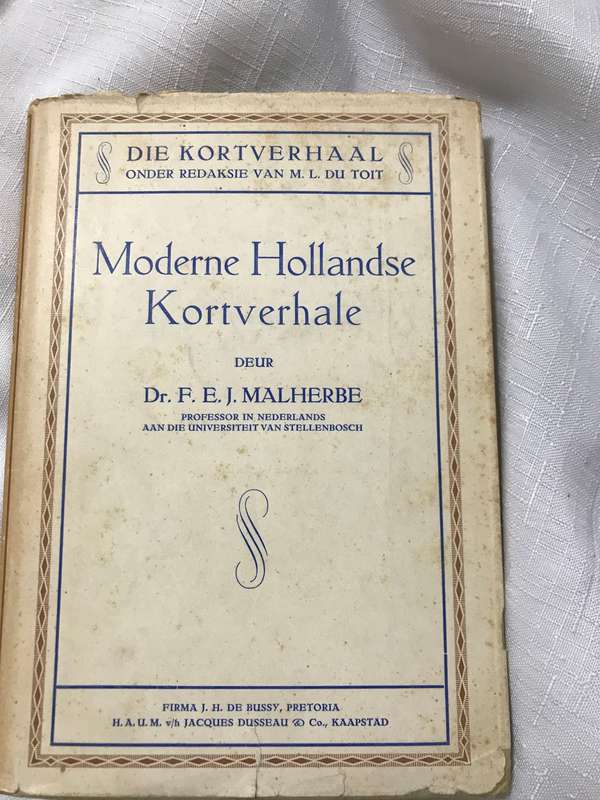 DIE KORTVERHAAL
ONDER REDAKSIE VAN M. L. DU TOIT
Moderne Hollandse
Kortverhale
DEUR
Dr. F. E. J. MALHERBE
PROFESSOR IN NEDERLANDS
AAN DIE UNIVERSITEIT VAN STELLENBOSCH
FIRMA J. H. DE BUSSY, PRETORIA
H. A. U. M. v/h JACQUES DUSSEAU & Co., KAAPSTAD